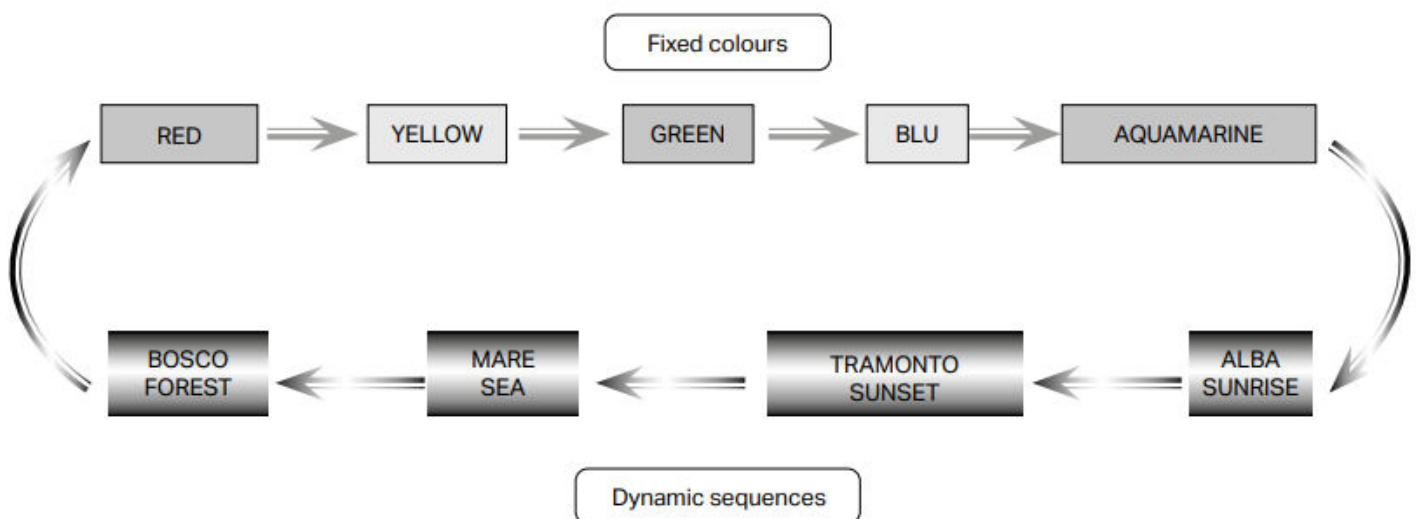 Fixed colours
RED
YELLOW
GREEN
BLU
AQUAMARINE
BOSCO
FOREST
MARE
SEA
TRAMONTO
SUNSET
ALBA
SUNRISE
Dynamic sequences